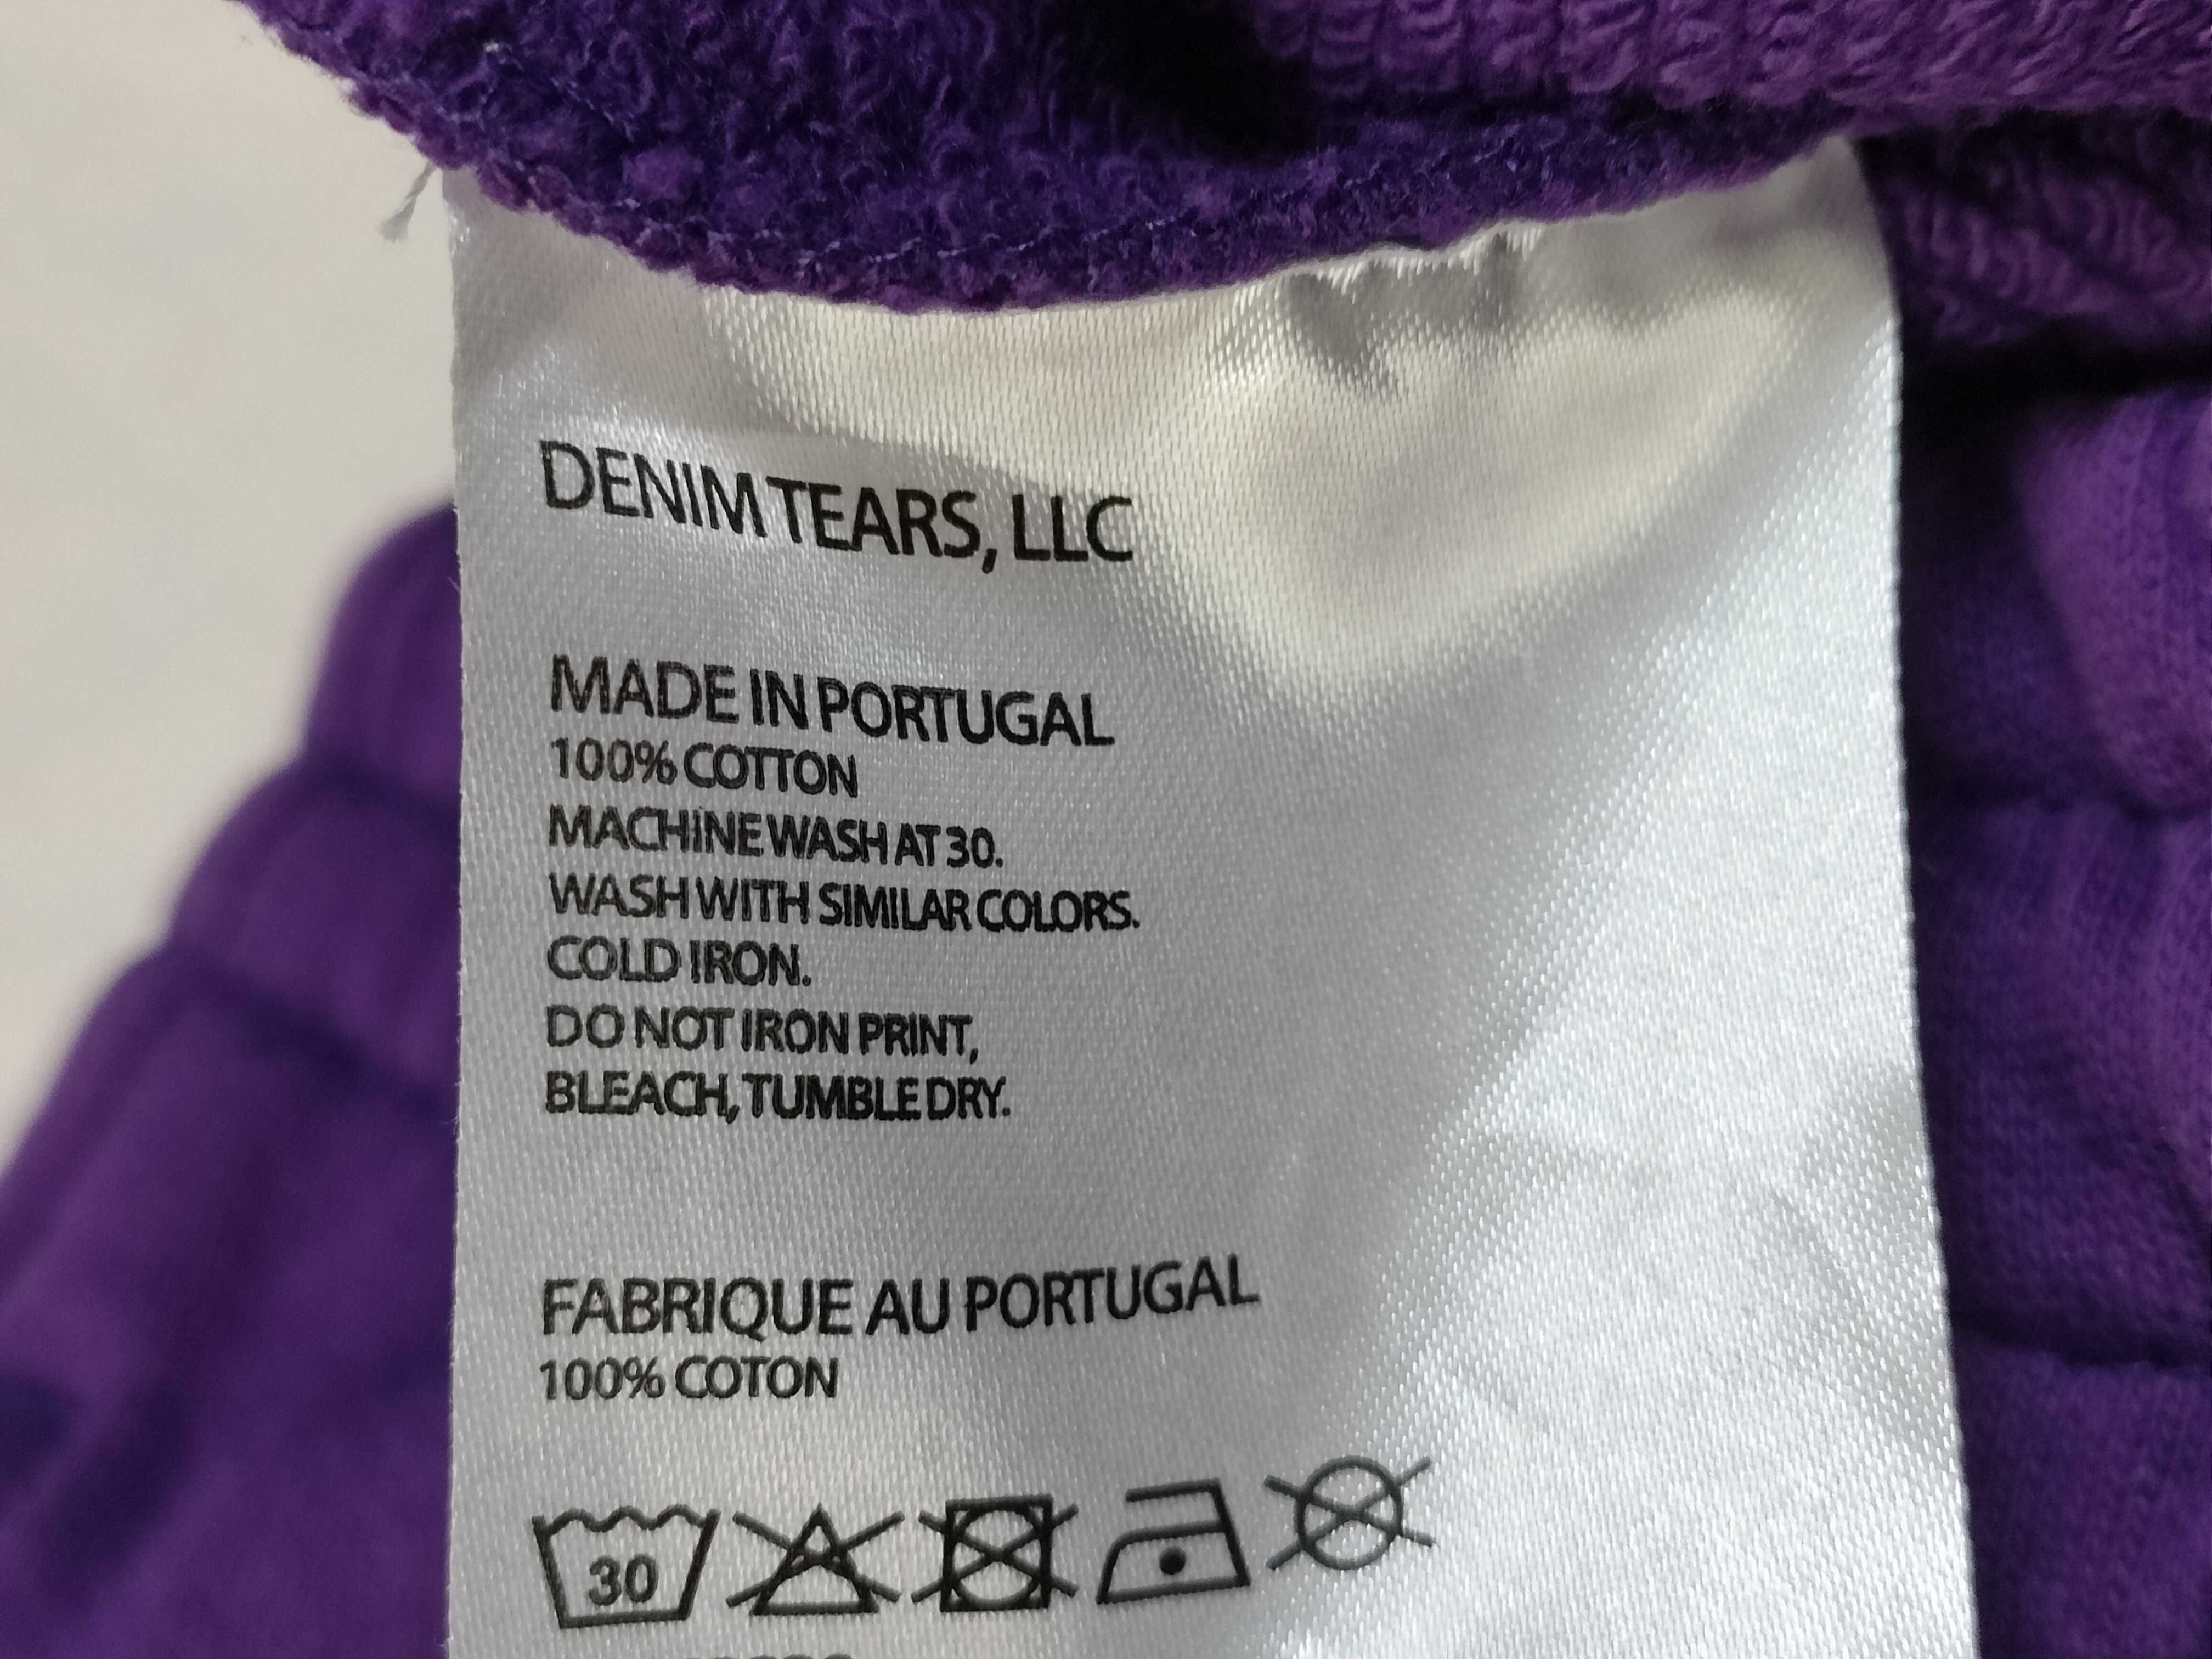 DENIM TEARS, LLC
MADE IN PORTUGAL
100% COTTON
MACHINE WASH AT 30.
WASH WITH SIMILAR COLORS.
COLD IRON.
DO NOT IRON PRINT,
BLEACH, TUMBLE DRY.
FABRIQUE AU PORTUGAL
100% COTON
30